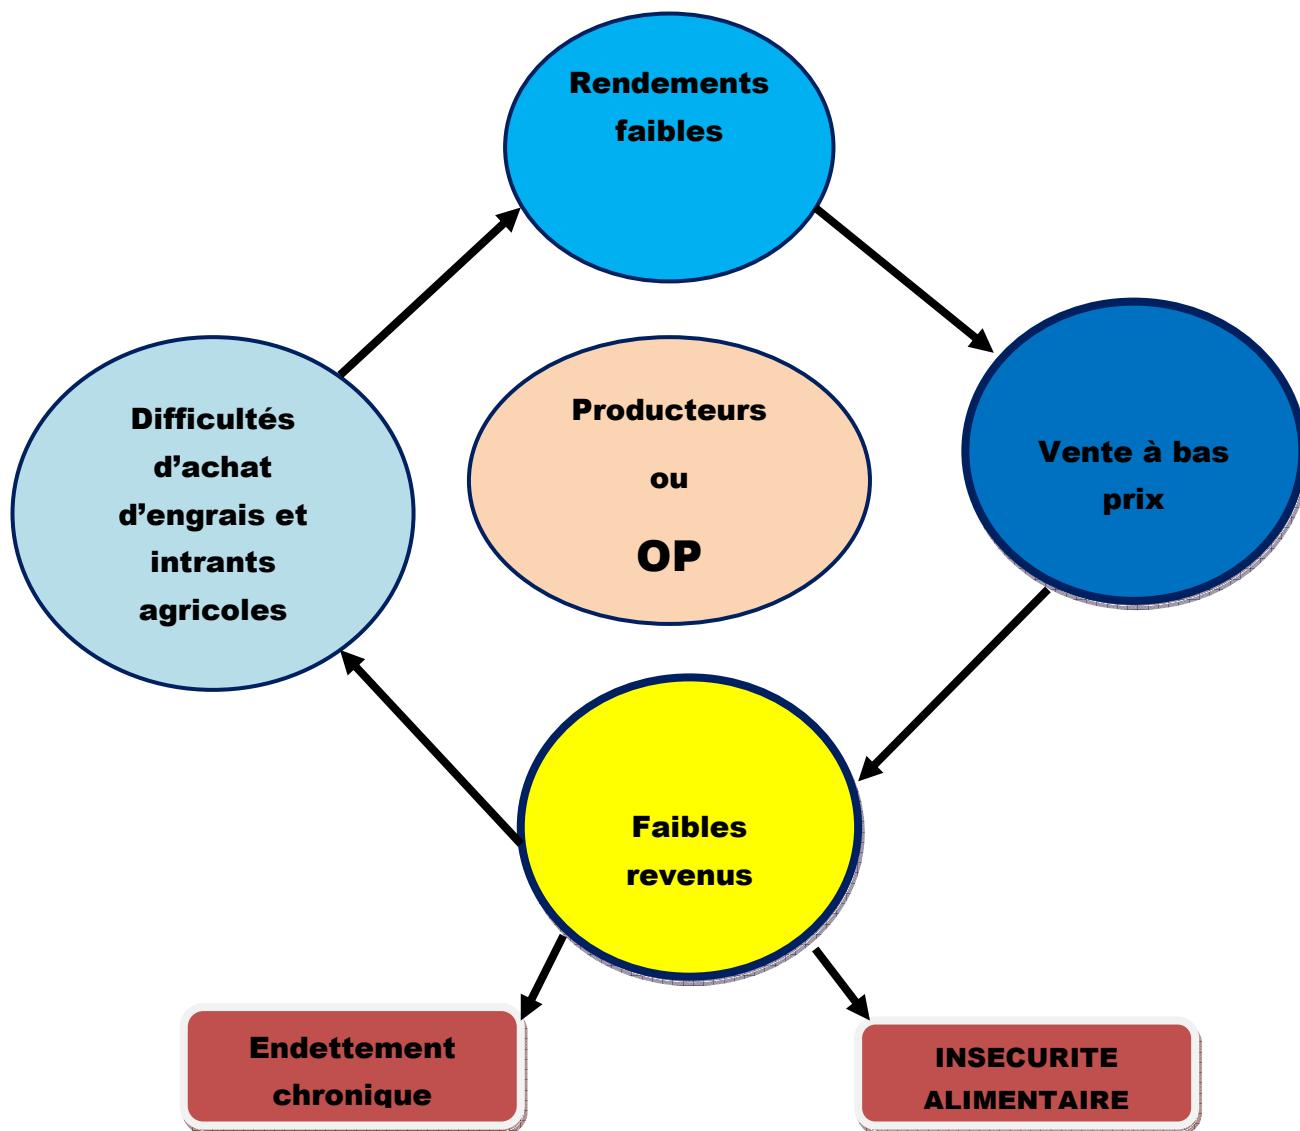 Rendements
faibles
Difficultés
d’achat
d’engrais et
intrants
agricoles
Producteurs
ou
OP
Vente à bas
prix
Faibles
revenus
Endettement
chronique
INSECURITE
ALIMENTAIRE